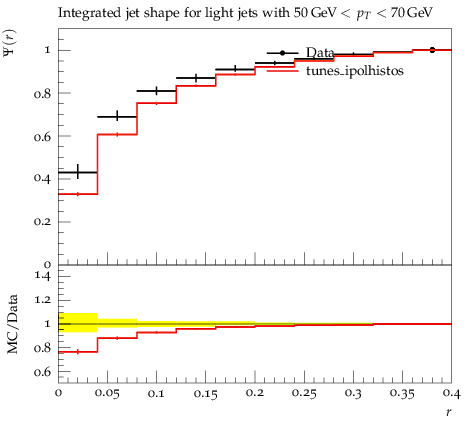 Integrated jet shape for light jets with 50 GeV < p_T < 70 GeV
Ψ(r)
1
0.8
0.6
0.4
0.2
0
Data
tunes_ipolhistos
MC/Data
1.4
1.2
1
0.8
0.6
0 0.05 0.1 0.15 0.2 0.25 0.3 0.35 0.4
r